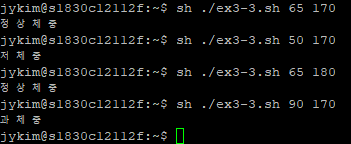 jykim@s1830c12112f:~$ sh ./ex3-3.sh 65 170
정상체중
jykim@s1830c12112f:~$ sh ./ex3-3.sh 50 170
저체중
jykim@s1830c12112f:~$ sh ./ex3-3.sh 65 180
정상체중
jykim@s1830c12112f:~$ sh ./ex3-3.sh 90 170
과체중
jykim@s1830c12112f:~$